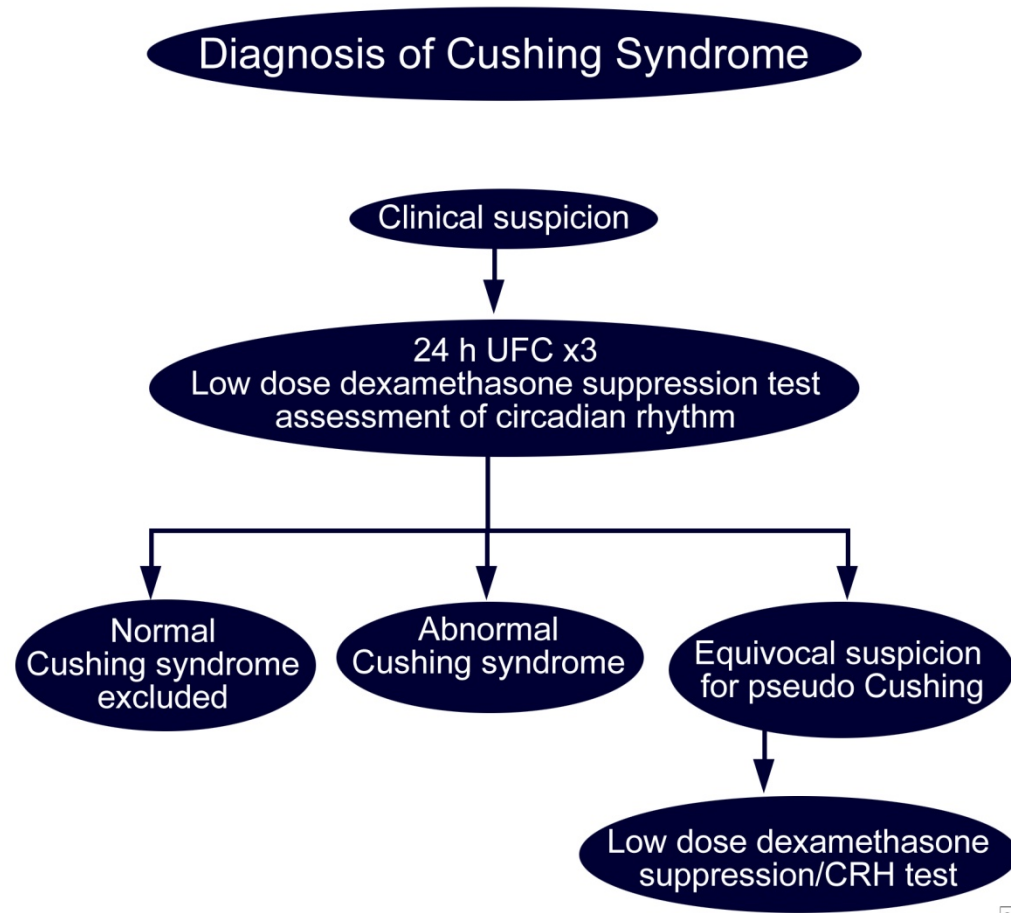 Diagnosis of Cushing Syndrome
Clinical suspicion
24 h UFC x3
Low dose dexamethasone suppression test
assessment of circadian rhythm
Normal
Cushing syndrome
excluded
Abnormal
Cushing syndrome
Equivocal suspicion
for pseudo Cushing
Low dose dexamethasone
suppression/CRH test